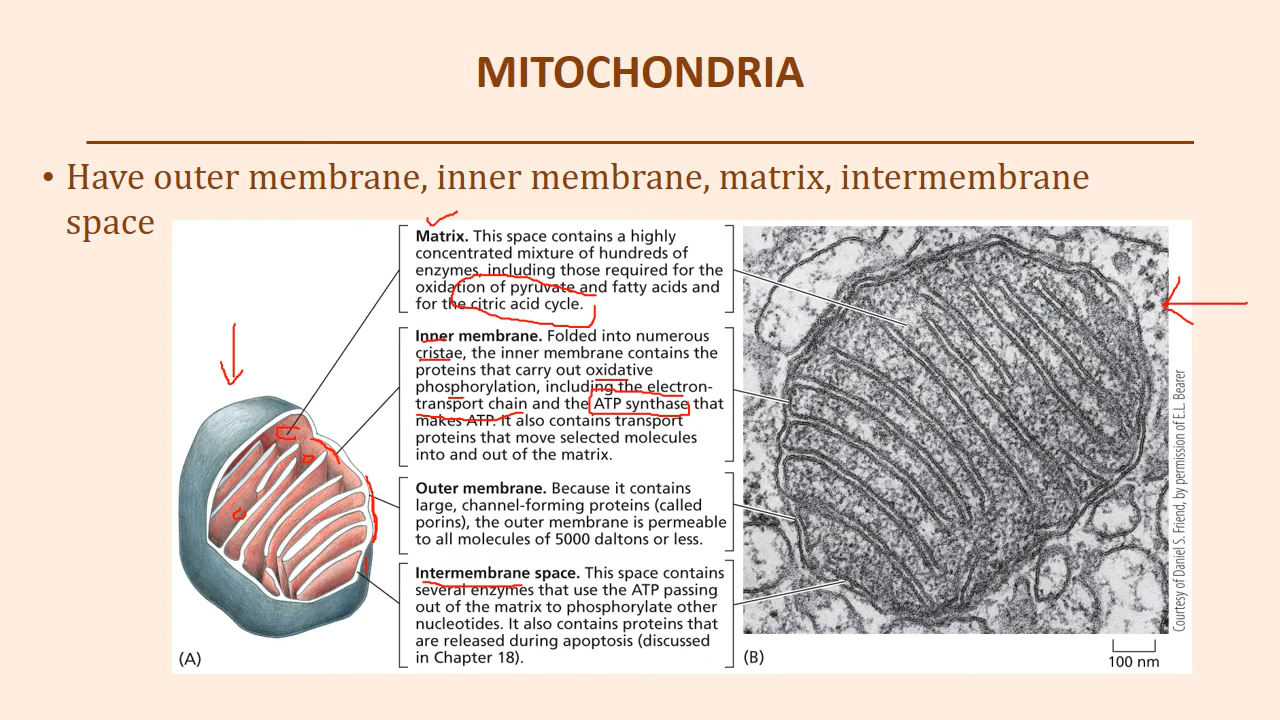 MITOCHONDRIA
• Have outer membrane, inner membrane, matrix, intermembrane
space
Matrix. This space contains a highly
concentrated mixture of hundreds of
enzymes, including those required for the
oxidation of pyruvate and fatty acids and
for the citric acid cycle.
Inner membrane. Folded into numerous
cristae, the inner membrane contains the
proteins that carry out oxidative
phosphorylation, including the electron-
transport chain and the ATP synthase that
makes ATP. It also contains transport
proteins that move selected molecules
into and out of the matrix.
Outer membrane. Because it contains
large, channel-forming proteins (called
porins), the outer membrane is permeable
to all molecules of 5000 daltons or less.
Intermembrane space. This space contains
several enzymes that use the ATP passing
out of the matrix to phosphorylate other
nucleotides. It also contains proteins that
are released during apoptosis (discussed
in Chapter 18).
(A)
(B)
100 nm
Courtesy of Daniel S. Friend, by permission of E.L. Bearer